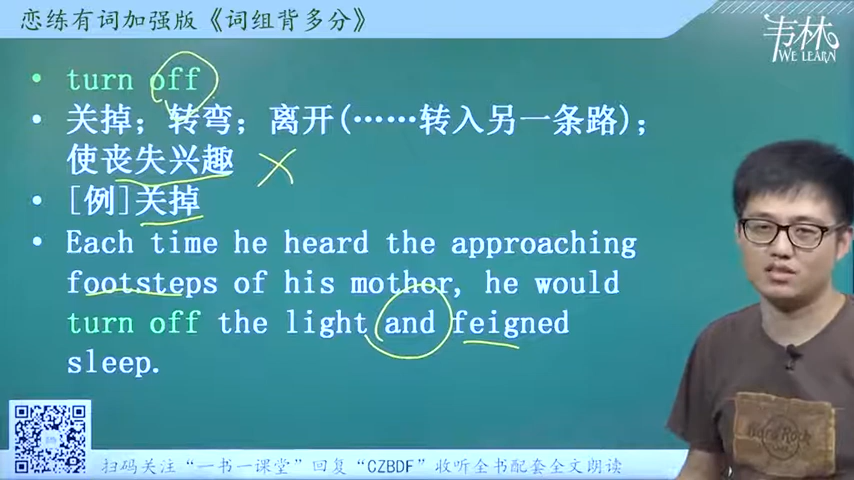 恋练有词加强版《词组背多分》
韦林
WE LEARN
• turn off
• 关掉；转弯；离开(……转入另一条路)；
使丧失兴趣
• [例]关掉
• Each time he heard the approaching
footsteps of his mother, he would
turn off the light and feigned
sleep.
Hard Rock
扫码关注“一书一课堂”回复“CZBDF”收听全书配套全文朗读